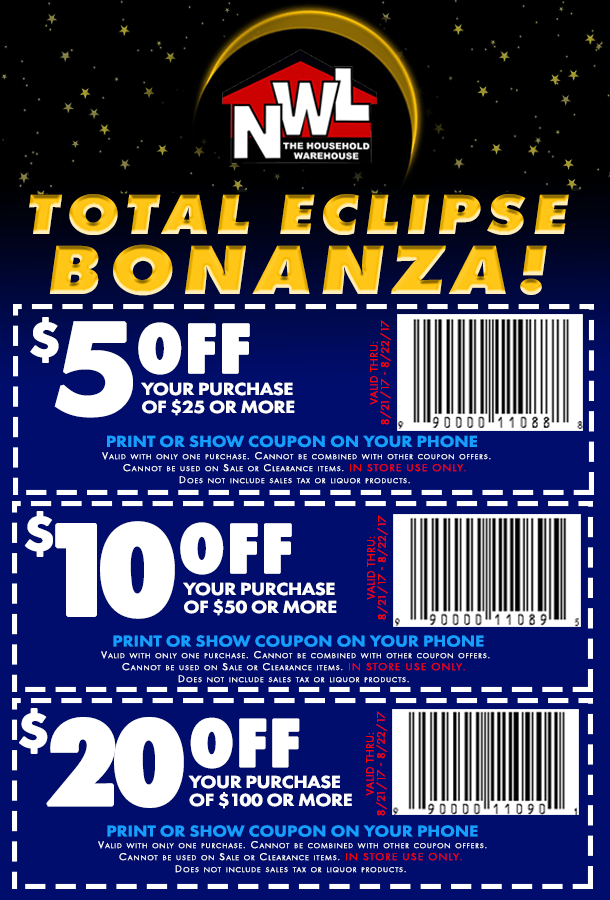 NWL
THE HOUSEHOLD
WAREHOUSE
TOTAL ECLIPSE
BONANZA!
$5 OFF
YOUR PURCHASE
OF $25 OR MORE
VALID THRU:
8/21/17 - 8/22/17
9 90000 11088 8
PRINT OR SHOW COUPON ON YOUR PHONE
VALID WITH ONLY ONE PURCHASE. CANNOT BE COMBINED WITH OTHER COUPON OFFERS.
CANNOT BE USED ON SALE OR CLEARANCE ITEMS. IN STORE USE ONLY.
DOES NOT INCLUDE SALES TAX OR LIQUOR PRODUCTS.
$10 OFF
YOUR PURCHASE
OF $50 OR MORE
VALID THRU:
8/21/17 - 8/22/17
9 90000 11089 5
PRINT OR SHOW COUPON ON YOUR PHONE
VALID WITH ONLY ONE PURCHASE. CANNOT BE COMBINED WITH OTHER COUPON OFFERS.
CANNOT BE USED ON SALE OR CLEARANCE ITEMS. IN STORE USE ONLY.
DOES NOT INCLUDE SALES TAX OR LIQUOR PRODUCTS.
$20 OFF
YOUR PURCHASE
OF $100 OR MORE
VALID THRU:
8/21/17 - 8/22/17
9 90000 11090 1
PRINT OR SHOW COUPON ON YOUR PHONE
VALID WITH ONLY ONE PURCHASE. CANNOT BE COMBINED WITH OTHER COUPON OFFERS.
CANNOT BE USED ON SALE OR CLEARANCE ITEMS. IN STORE USE ONLY.
DOES NOT INCLUDE SALES TAX OR LIQUOR PRODUCTS.